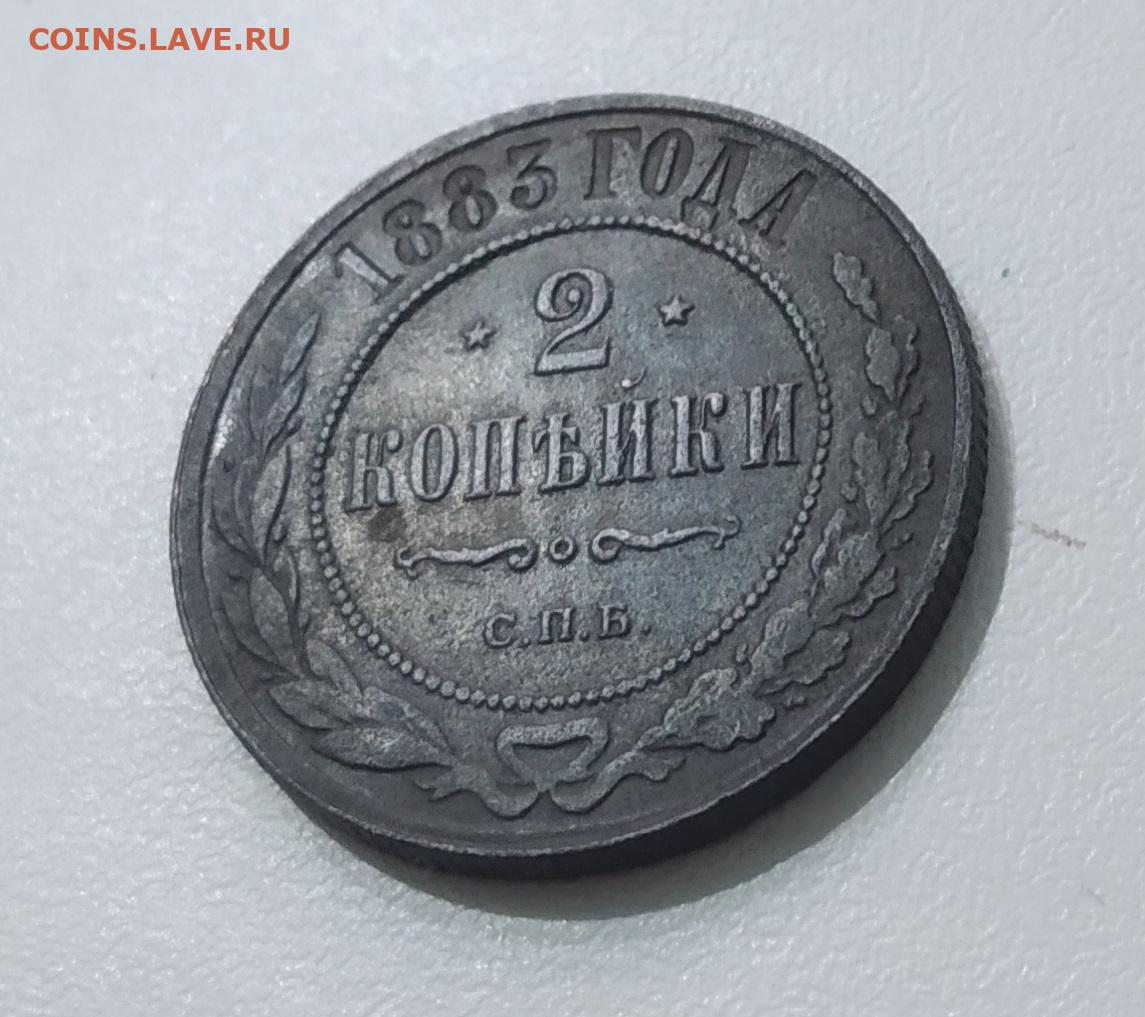 COINS.LAVE.RU
1883 ГОДА
2
КОПѢЙКИ
С.П.Б.